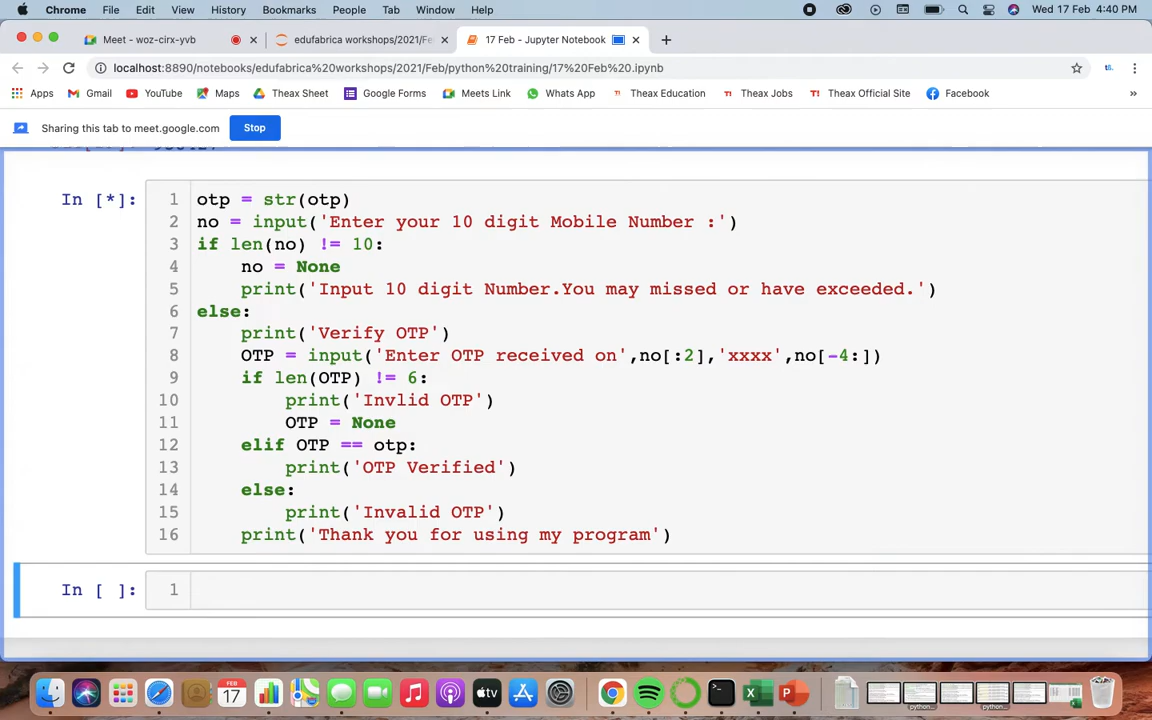 Chrome File Edit View History Bookmarks People Tab Window Help Wed 17 Feb 4:40 PM
Meet - woz-cirx-yvb edufabrica workshops/2021/Fe 17 Feb - Jupyter Notebook
localhost:8890/notebooks/edufabrica%20workshops/2021/Feb/python%20training/17%20Feb%20.ipynb
Apps Gmail YouTube Maps Theax Sheet Google Forms Meets Link Whats App Theax Education Theax Jobs Theax Official Site Facebook »
Sharing this tab to meet.google.com Stop
In [*]: 1 otp = str(otp)
2 no = input('Enter your 10 digit Mobile Number :')
3 if len(no) != 10:
4 no = None
5 print('Input 10 digit Number.You may missed or have exceeded.')
6 else:
7 print('Verify OTP')
8 OTP = input('Enter OTP received on',no[:2],'xxxx',no[-4:])
9 if len(OTP) != 6:
10 print('Invlid OTP')
11 OTP = None
12 elif OTP == otp:
13 print('OTP Verified')
14 else:
15 print('Invalid OTP')
16 print('Thank you for using my program')
In [ ]: 1
FEB
17
tv